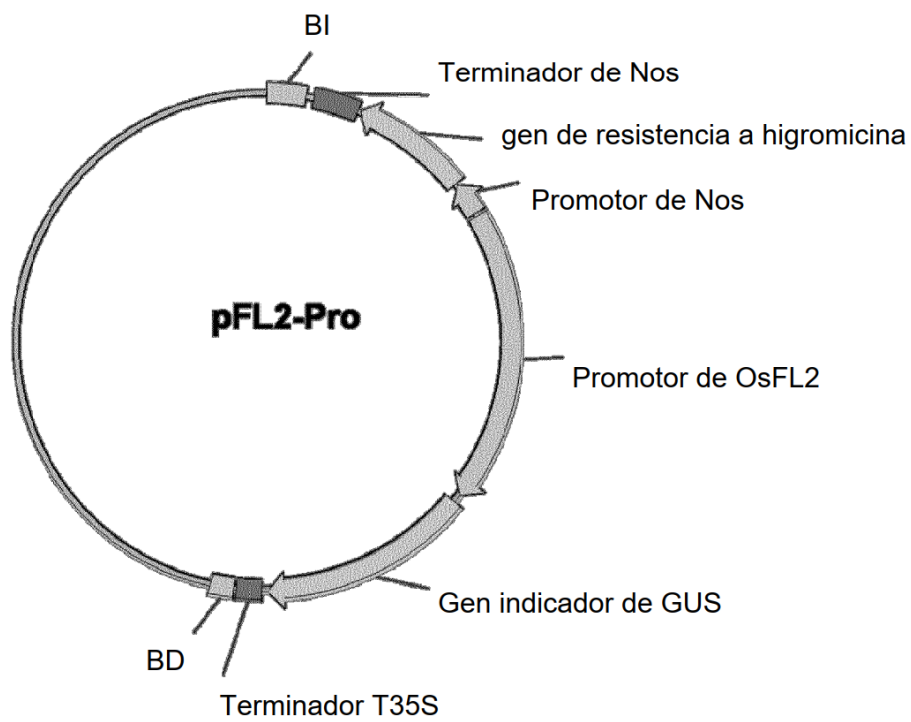 BI
Terminador de Nos
gen de resistencia a higromicina
Promotor de Nos
pFL2-Pro
Promotor de OsFL2
Gen indicador de GUS
BD
Terminador T35S